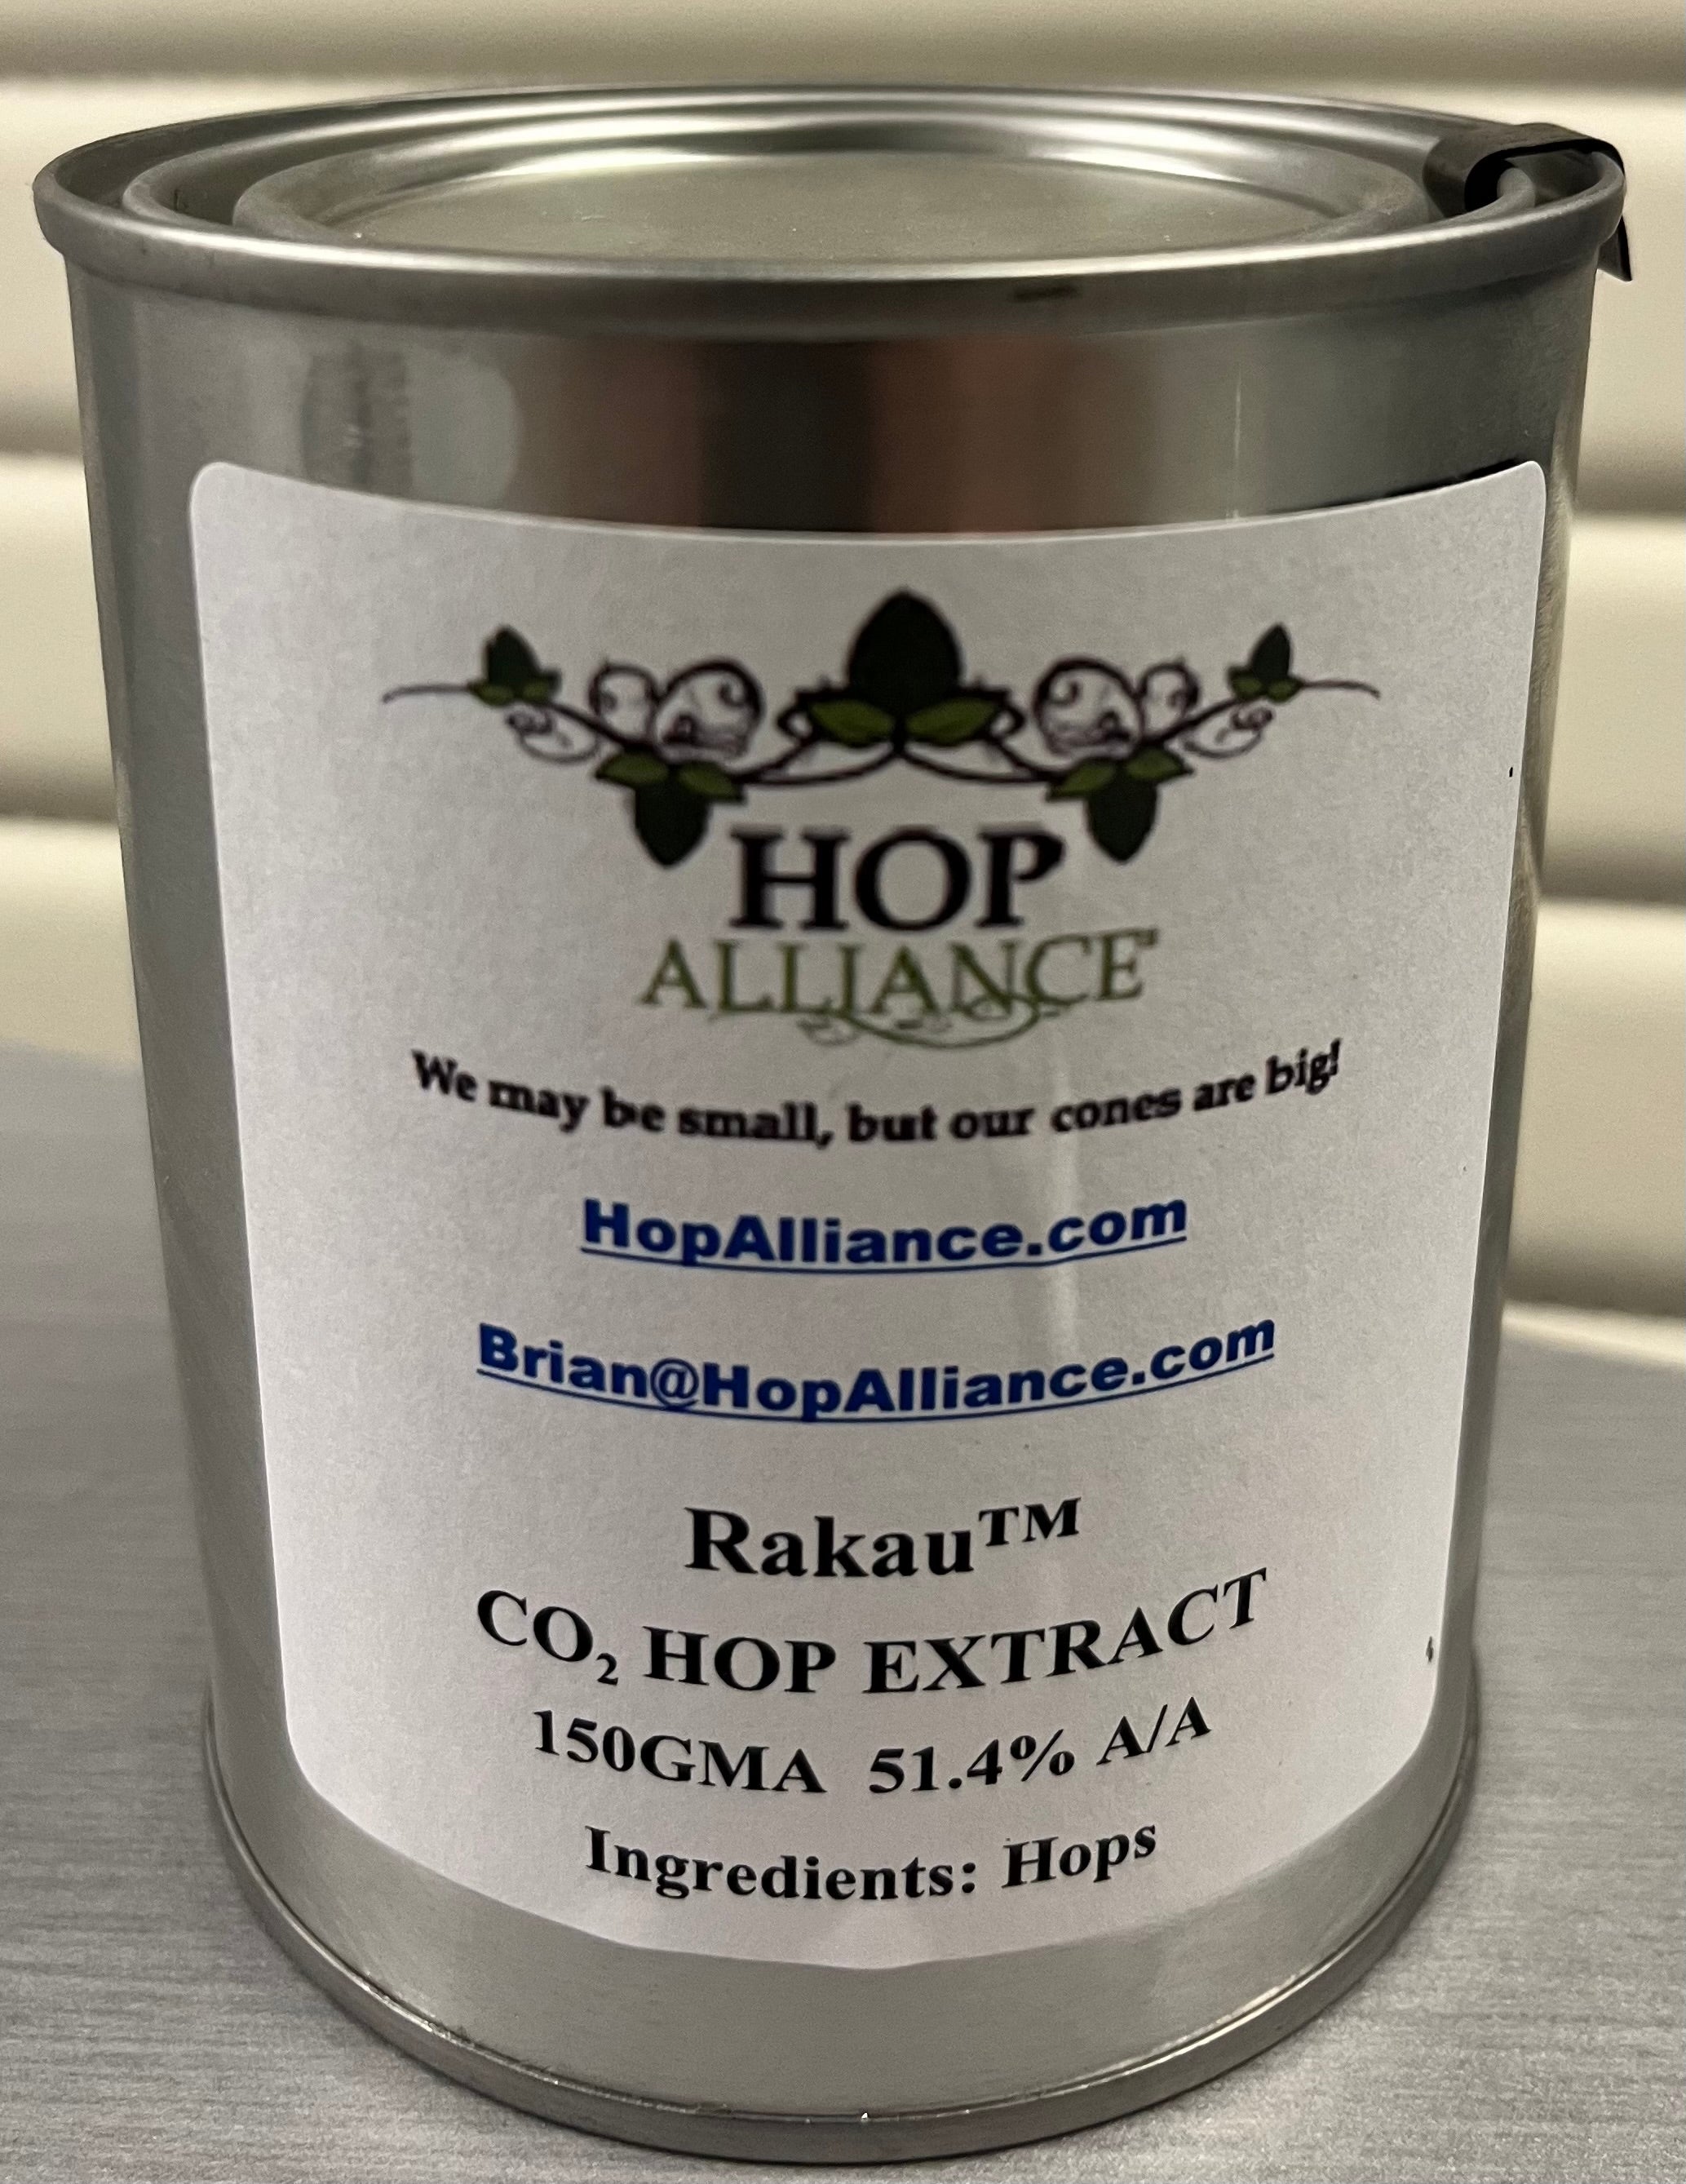 HOP
ALLIANCE
We may be small, but our cones are big!
HopAlliance.com
Brian@HopAlliance.com
Rakau™
CO₂ HOP EXTRACT
150GMA 51.4% A/A
Ingredients: Hops